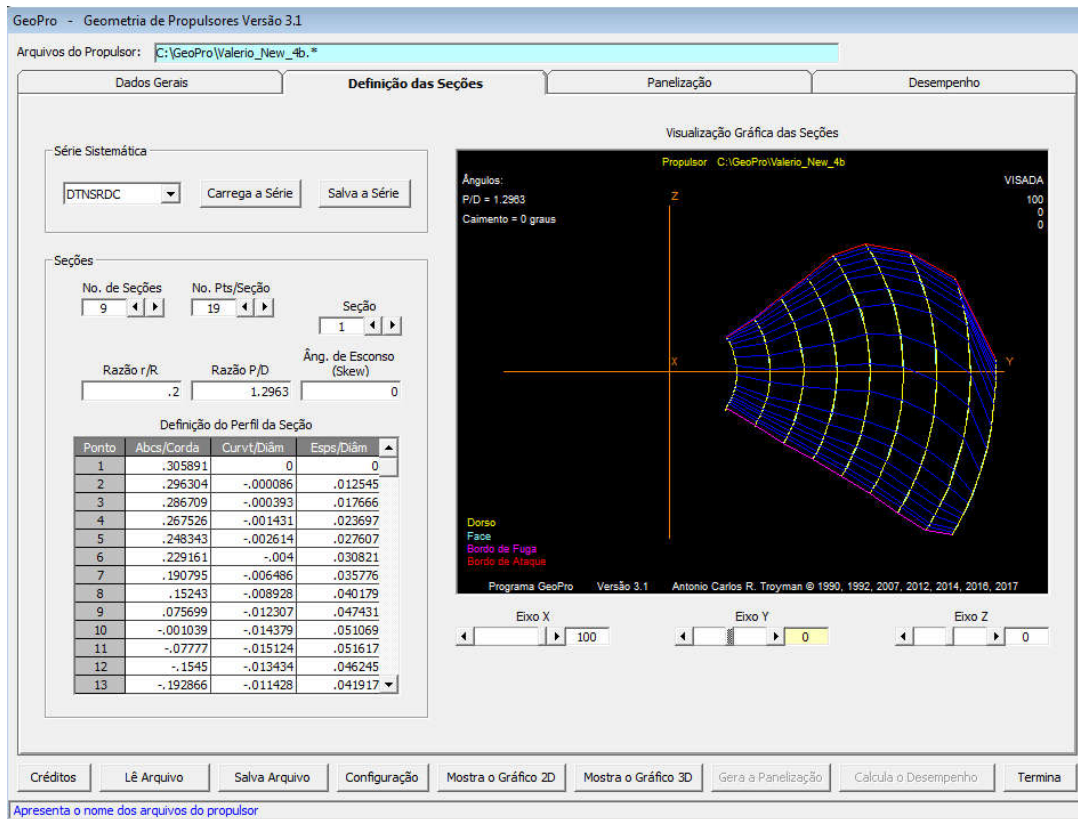 GeoPro - Geometria de Propulsores Versão 3.1
Arquivos do Propulsor: C:\GeoPro\Valerio_New_4b.*
Dados Gerais Definição das Seções Panelização Desempenho
Visualização Gráfica das Seções
Série Sistemática
DTNSRDC Carrega a Série Salva a Série
Propulsor C:\GeoPro\Valerio_New_4b
Ângulos:
P/D = 1.2963
Caimento = 0 graus
VISADA
100
0
0
Z
X
Y
Seções
No. de Seções No. Pts/Seção Seção
9 19 1
Razão r/R Razão P/D Âng. de Esconso (Skew)
.2 1.2963 0
Definição do Perfil da Seção
Ponto Abcs/Corda Curvt/Diâm Esps/Diâm
1 .305891 0 0
2 .296304 -.000086 .012545
3 .286709 -.000393 .017666
4 .267526 -.001431 .023697
5 .248343 -.002614 .027607
6 .229161 -.004 .030821
7 .190795 -.006486 .035776
8 .15243 -.008928 .040179
9 .075699 -.012307 .047431
10 -.001039 -.014379 .051069
11 -.07777 -.015124 .051617
12 -.1545 -.013434 .046245
13 -.192866 -.011428 .041917
Dorso
Face
Bordo de Fuga
Bordo de Ataque
Programa GeoPro Versão 3.1 Antonio Carlos R. Troyman © 1990, 1992, 2007, 2012, 2014, 2016, 2017
Eixo X Eixo Y Eixo Z
100 0 0
Créditos Lê Arquivo Salva Arquivo Configuração Mostra o Gráfico 2D Mostra o Gráfico 3D Gera a Panelização Calcula o Desempenho Termina
Apresenta o nome dos arquivos do propulsor